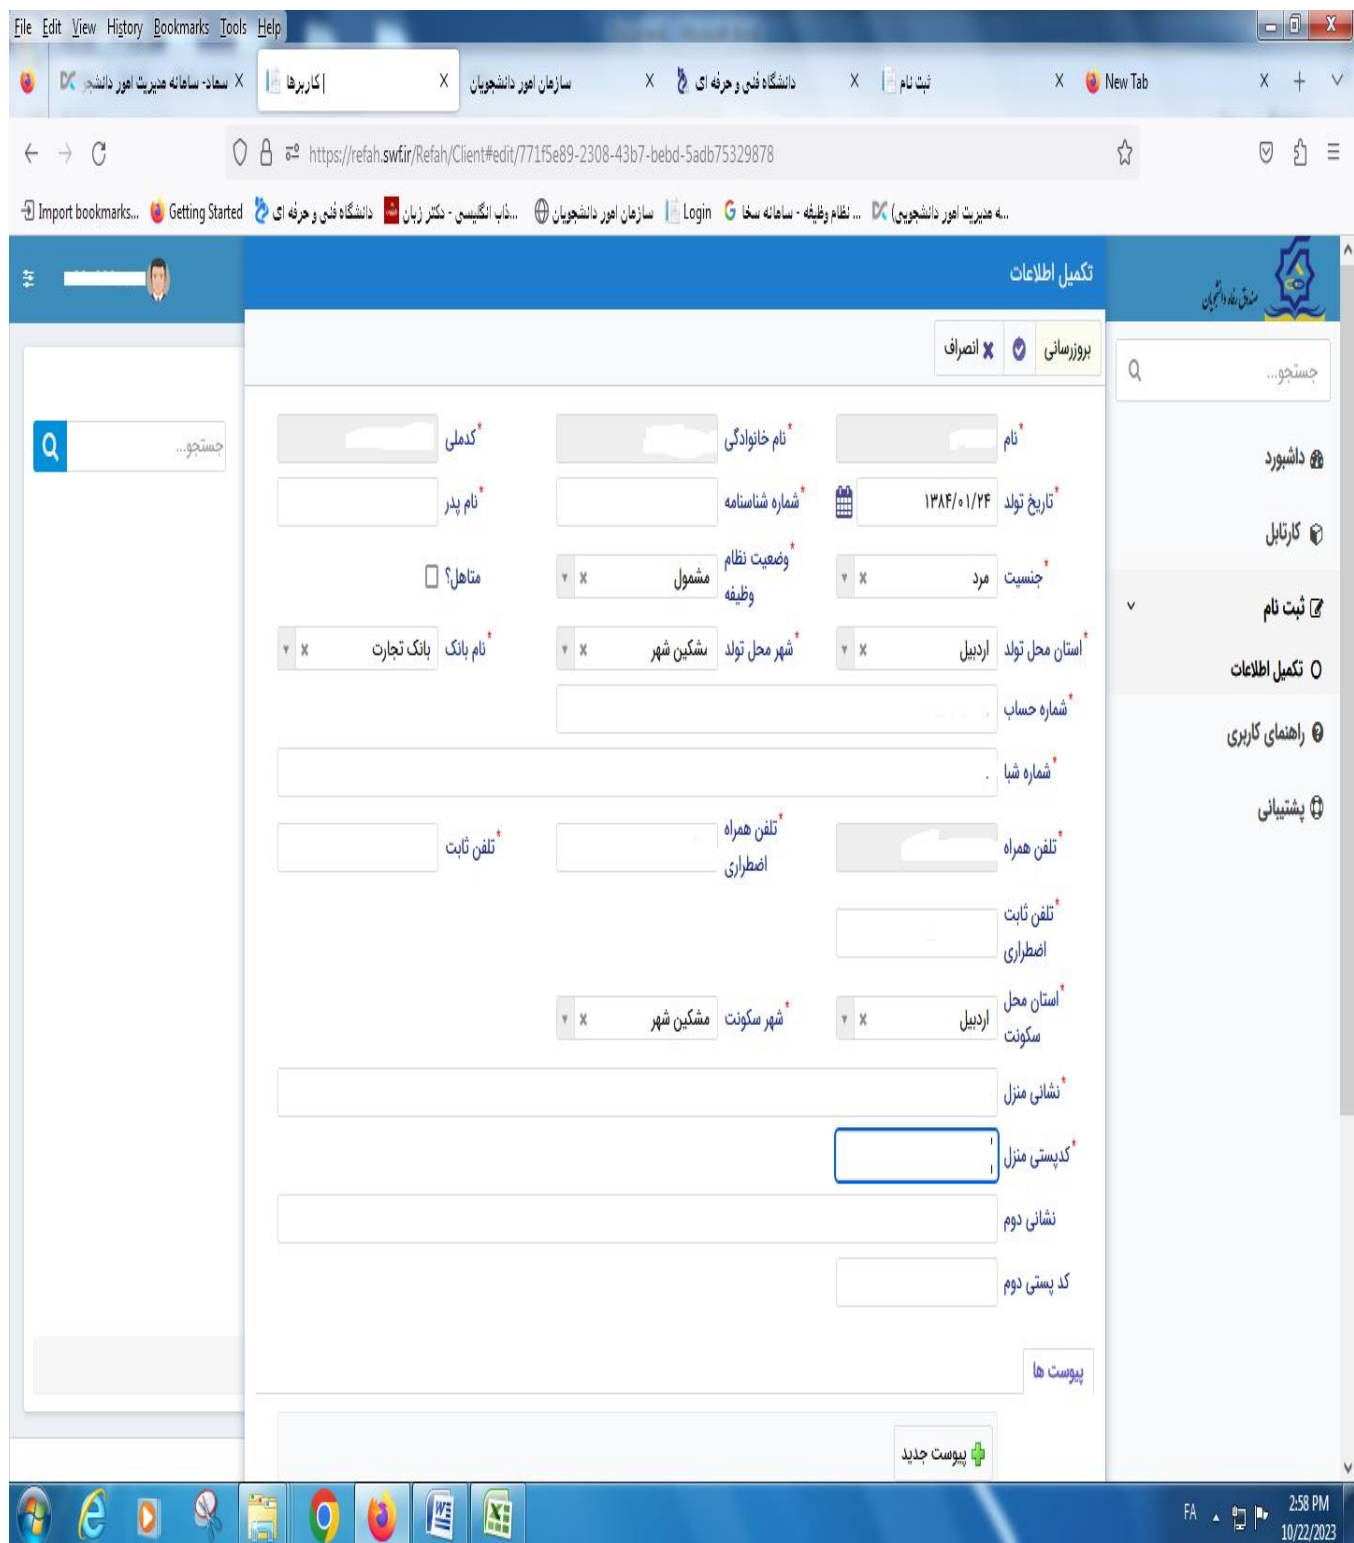 File Edit View History Bookmarks Tools Help
سماد- سامانه مدیریت امور دانشجو
کاربرها |
سازمان امور دانشجویان
دانشگاه فنی و حرفه ای
ثبت نام
New Tab
https://refah.swf.ir/Refah/Client#edit/771f5e89-2308-43b7-bebd-5adb75329878
Import bookmarks... Getting Started دانشگاه فنی و حرفه ای ...ذاب انگلیسی - دکتر زبان سازمان امور دانشجویان Login نظام وظیفه - سامانه سخا ... ه مدیریت امور دانشجویی)...
صندوق رفاه دانشجویان
تکمیل اطلاعات
بروزرسانی انصراف
جستجو...
داشبورد
کارتابل
ثبت نام
تکمیل اطلاعات
راهنمای کاربری
پشتیبانی
جستجو...
*نام *نام خانوادگی *کدملی
*تاریخ تولد ۱۳۸۴/۰۱/۲۴ *شماره شناسنامه *نام پدر
*جنسیت مرد *وضعیت نظام وظیفه مشمول متاهل؟
*استان محل تولد اردبیل *شهر محل تولد مشکین شهر *نام بانک بانک تجارت
*شماره حساب
*شماره شبا
*تلفن همراه *تلفن همراه اضطراری *تلفن ثابت
*تلفن ثابت اضطراری
*استان محل سکونت اردبیل *شهر سکونت مشکین شهر
*نشانی منزل
*کدپستی منزل
نشانی دوم
کد پستی دوم
پیوست ها
پیوست جدید
FA
2:58 PM
10/22/2023